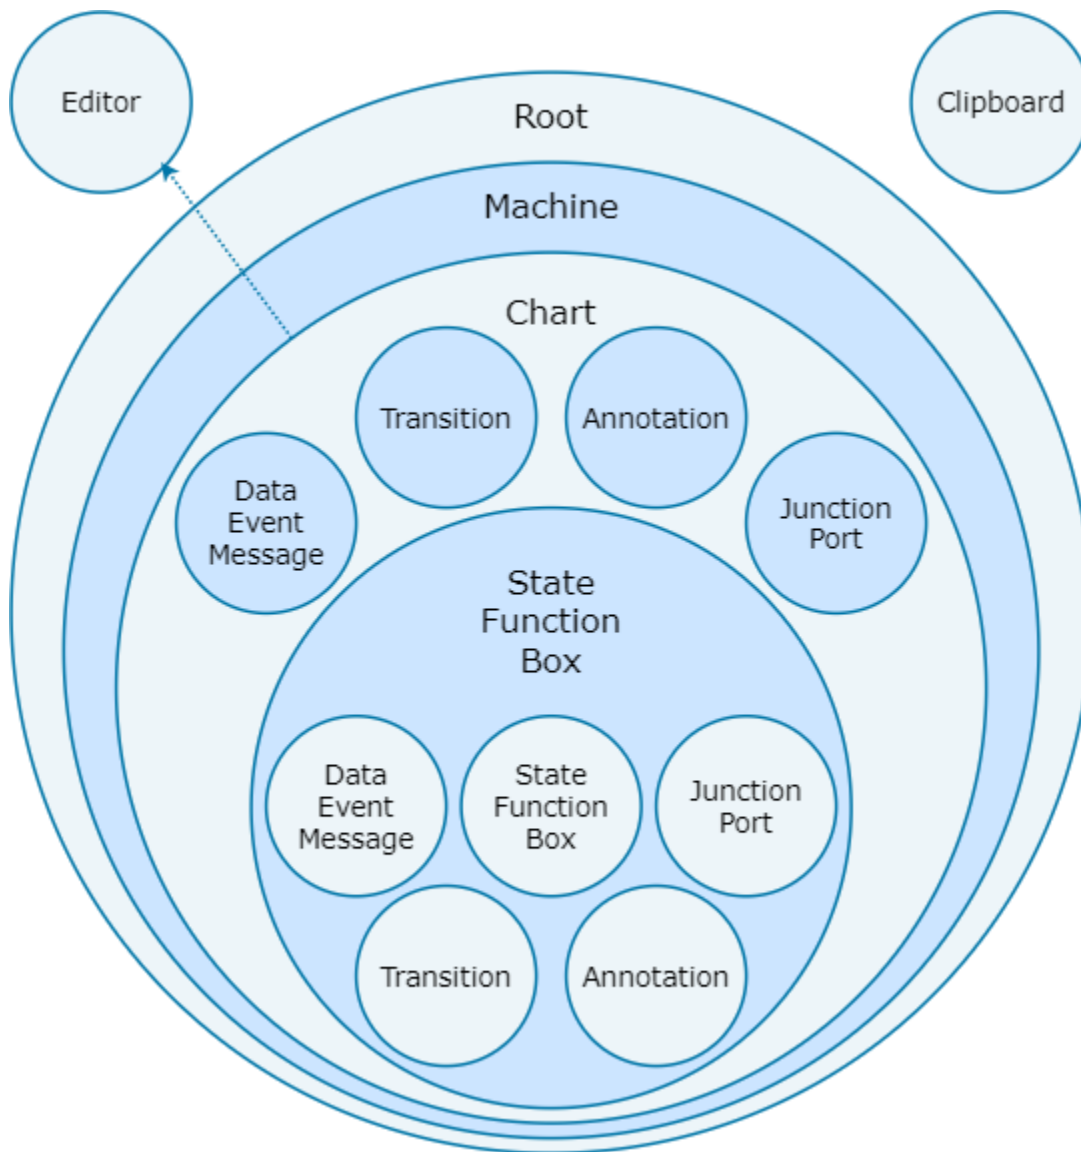 Editor
Clipboard
Root
Machine
Chart
Transition
Annotation
Data
Event
Message
Junction
Port
State
Function
Box
Data
Event
Message
State
Function
Box
Junction
Port
Transition
Annotation